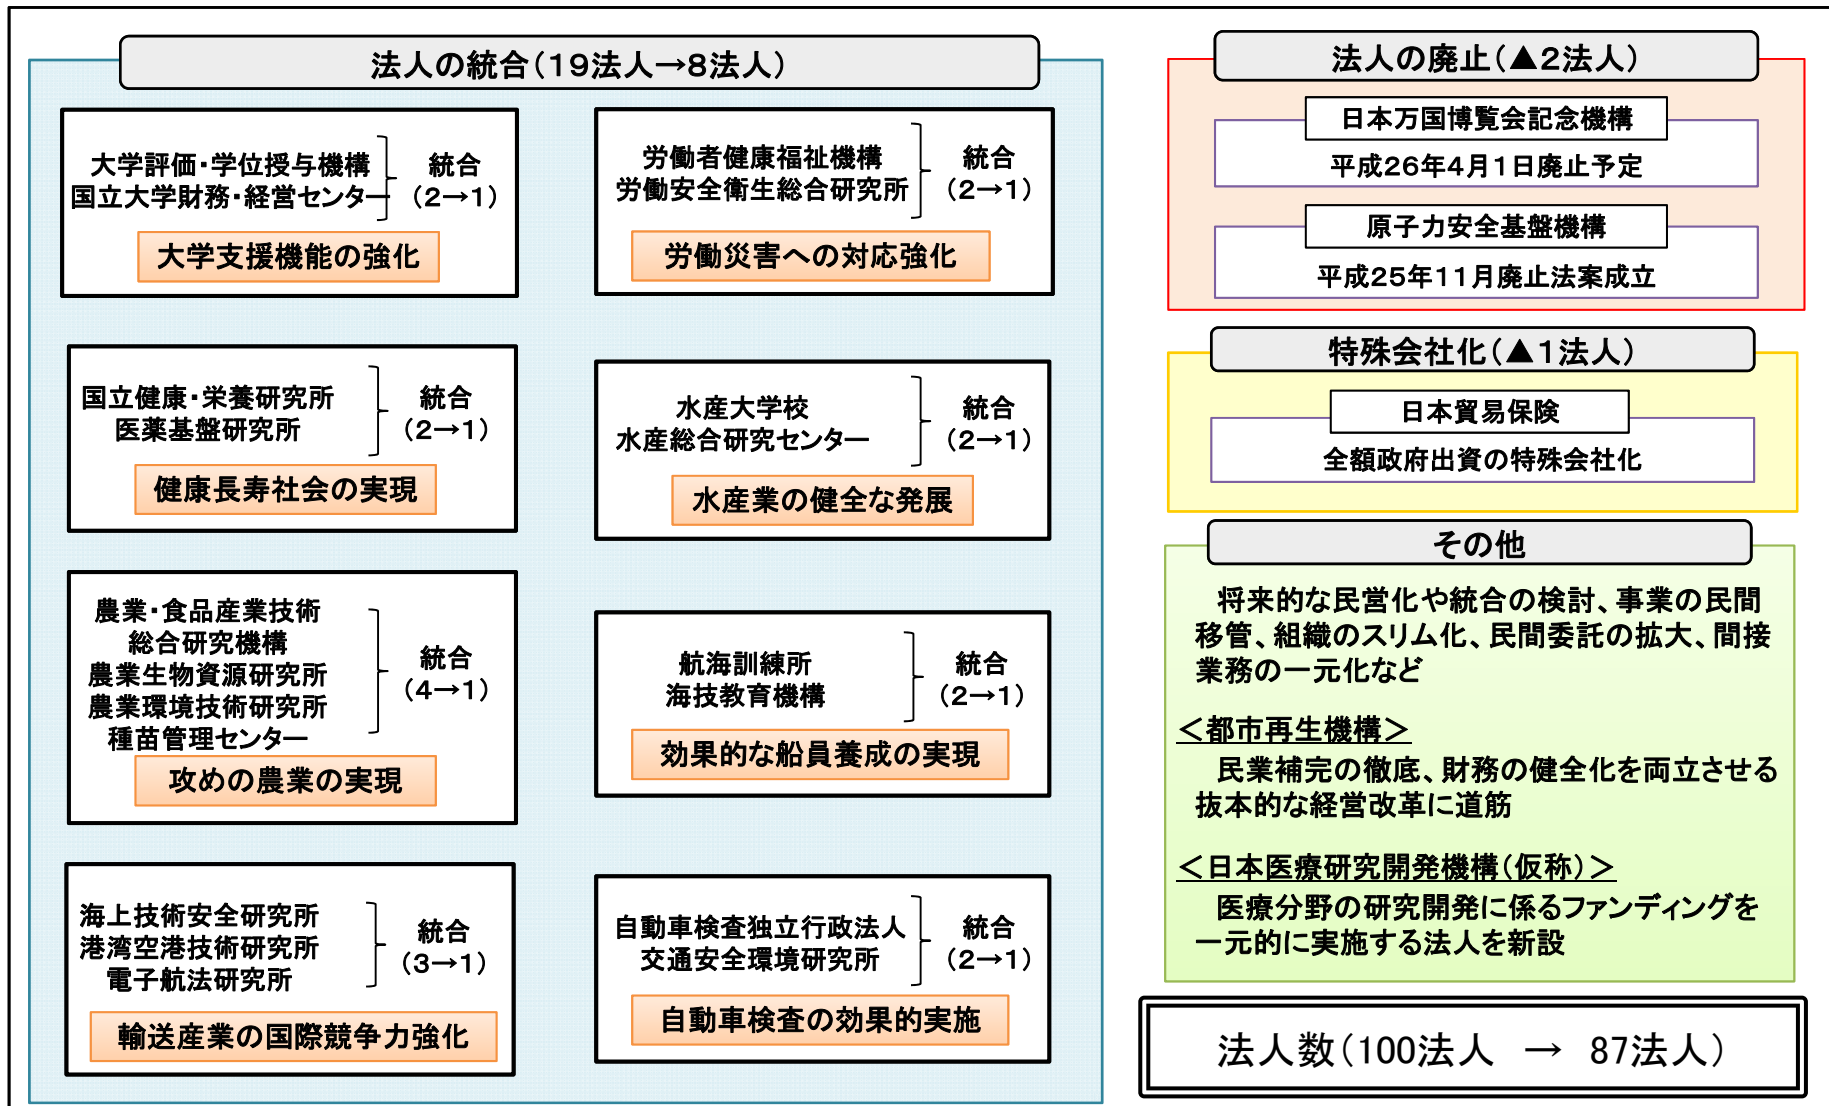 法人の統合(19法人→8法人)
大学評価・学位授与機構
国立大学財務・経営センター
統合
(2→1)
大学支援機能の強化
労働者健康福祉機構
労働安全衛生総合研究所
統合
(2→1)
労働災害への対応強化
国立健康・栄養研究所
医薬基盤研究所
統合
(2→1)
健康長寿社会の実現
水産大学校
水産総合研究センター
統合
(2→1)
水産業の健全な発展
農業・食品産業技術
総合研究機構
農業生物資源研究所
農業環境技術研究所
種苗管理センター
統合
(4→1)
攻めの農業の実現
航海訓練所
海技教育機構
統合
(2→1)
効果的な船員養成の実現
海上技術安全研究所
港湾空港技術研究所
電子航法研究所
統合
(3→1)
輸送産業の国際競争力強化
自動車検査独立行政法人
交通安全環境研究所
統合
(2→1)
自動車検査の効果的実施
法人の廃止(▲2法人)
日本万国博覧会記念機構
平成26年4月1日廃止予定
原子力安全基盤機構
平成25年11月廃止法案成立
特殊会社化(▲1法人)
日本貿易保険
全額政府出資の特殊会社化
その他
将来的な民営化や統合の検討、事業の民間
移管、組織のスリム化、民間委託の拡大、間接
業務の一元化など
<都市再生機構>
民業補完の徹底、財務の健全化を両立させる
抜本的な経営改革に道筋
<日本医療研究開発機構(仮称)>
医療分野の研究開発に係るファンディングを
一元的に実施する法人を新設
法人数(100法人 → 87法人)